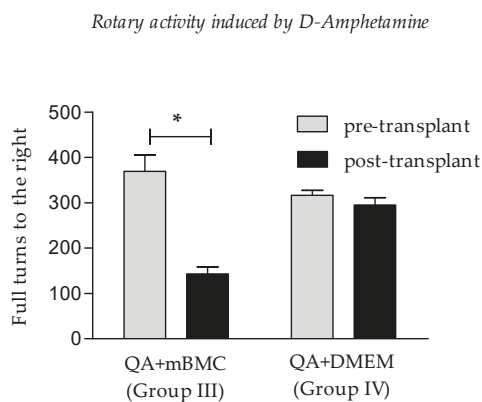 Rotary activity induced by D-Amphetamine
Full turns to the right
500
400
300
200
100
0
*
pre-transplant
post-transplant
QA+mBMC
(Group III)
QA+DMEM
(Group IV)